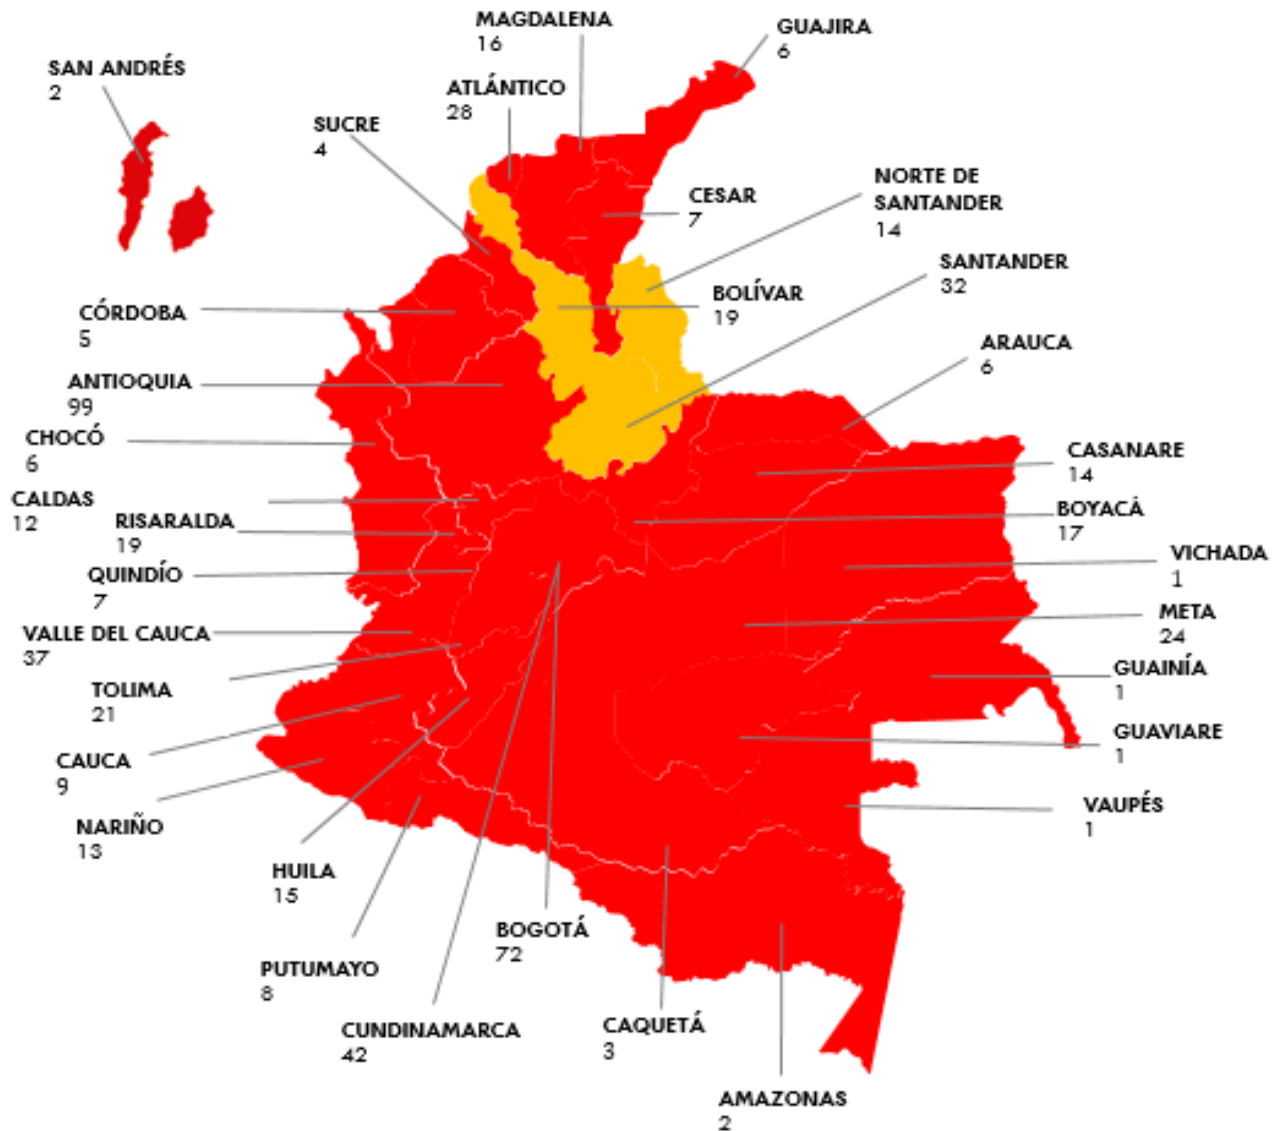 MAGDALENA
16
GUAJIRA
6
SAN ANDRÉS
2
ATLÁNTICO
28
SUCRE
4
NORTE DE
SANTANDER
14
CESAR
7
SANTANDER
32
BOLÍVAR
19
CÓRDOBA
5
ARAUCA
6
ANTIOQUIA
99
CHOCÓ
6
CASANARE
14
CALDAS
12
BOYACÁ
17
RISARALDA
19
VICHADA
1
QUINDÍO
7
META
24
VALLE DEL CAUCA
37
GUAINÍA
1
TOLIMA
21
GUAVIARE
1
CAUCA
9
VAUPÉS
1
NARIÑO
13
HUILA
15
BOGOTÁ
72
PUTUMAYO
8
CUNDINAMARCA
42
CAQUETÁ
3
AMAZONAS
2